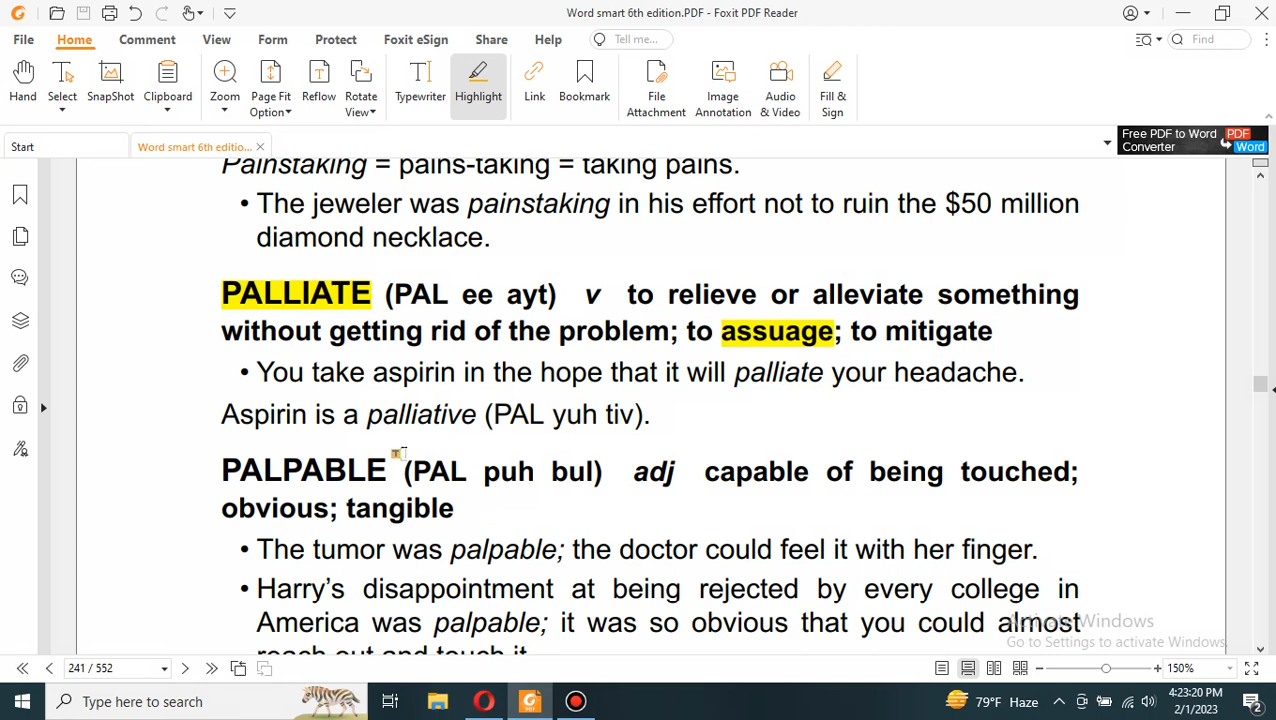 Word smart 6th edition.PDF - Foxit PDF Reader
File Home Comment View Form Protect Foxit eSign Share Help Tell me... Find
Hand Select SnapShot Clipboard Zoom Page Fit Option Reflow Rotate View Typewriter Highlight Link Bookmark File Attachment Image Annotation Audio & Video Fill & Sign
Start Word smart 6th editio...
Free PDF to Word PDF
Converter Word
Painstaking = pains-taking = taking pains.
• The jeweler was painstaking in his effort not to ruin the $50 million
diamond necklace.
PALLIATE (PAL ee ayt) v to relieve or alleviate something
without getting rid of the problem; to assuage; to mitigate
• You take aspirin in the hope that it will palliate your headache.
Aspirin is a palliative (PAL yuh tiv).
PALPABLE (PAL puh bul) adj capable of being touched;
obvious; tangible
• The tumor was palpable; the doctor could feel it with her finger.
• Harry's disappointment at being rejected by every college in
America was palpable; it was so obvious that you could almost
reach out and touch it.
Activate Windows
Go to Settings to activate Windows.
241 / 552 150%
Type here to search 79°F Haze 4:23:20 PM
2/1/2023 2